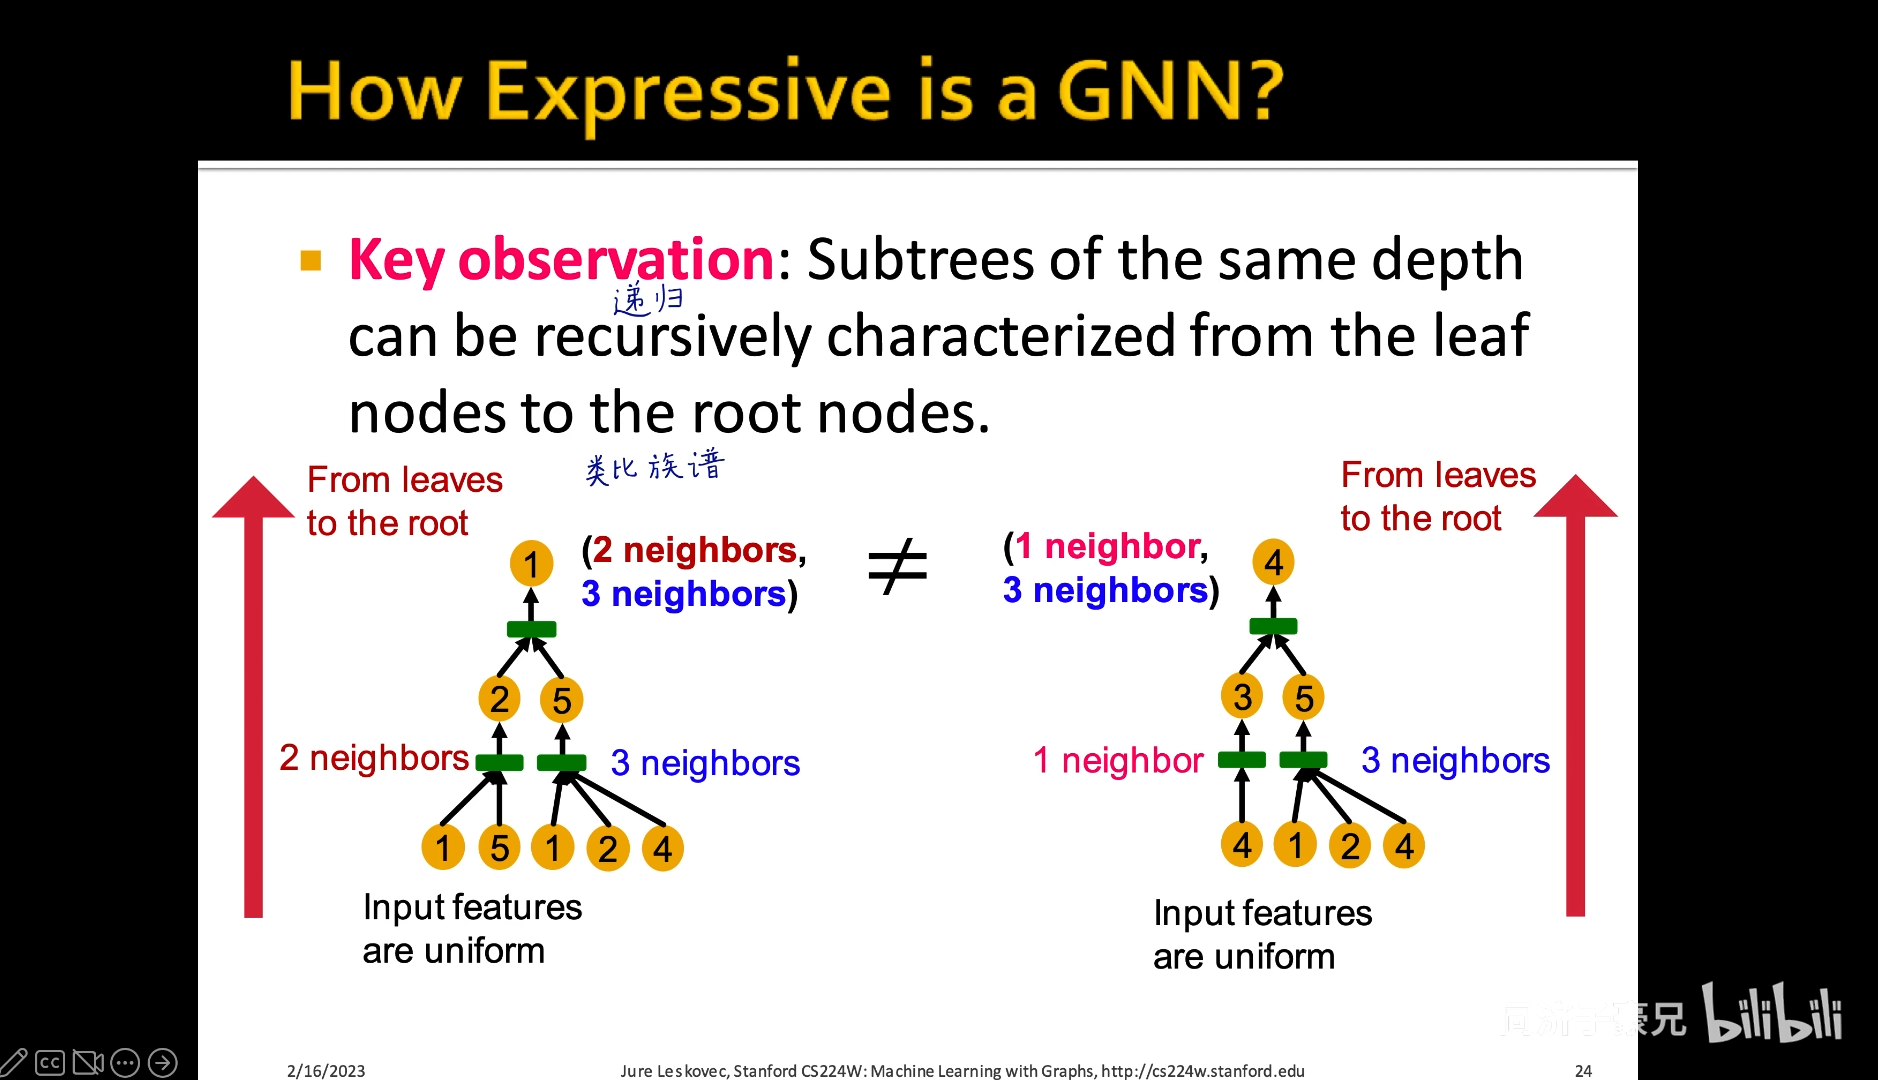 How Expressive is a GNN?
Key observation: Subtrees of the same depth
递归
can be recursively characterized from the leaf
nodes to the root nodes.
类比族谱
From leaves
to the root
1
(2 neighbors,
3 neighbors)
≠
(1 neighbor,
3 neighbors)
4
From leaves
to the root
2 5
3 5
2 neighbors
3 neighbors
1 neighbor
3 neighbors
1 5 1 2 4
4 1 2 4
Input features
are uniform
Input features
are uniform
豪兄 bilibili
CC
2/16/2023
Jure Leskovec, Stanford CS224W: Machine Learning with Graphs, http://cs224w.stanford.edu
24